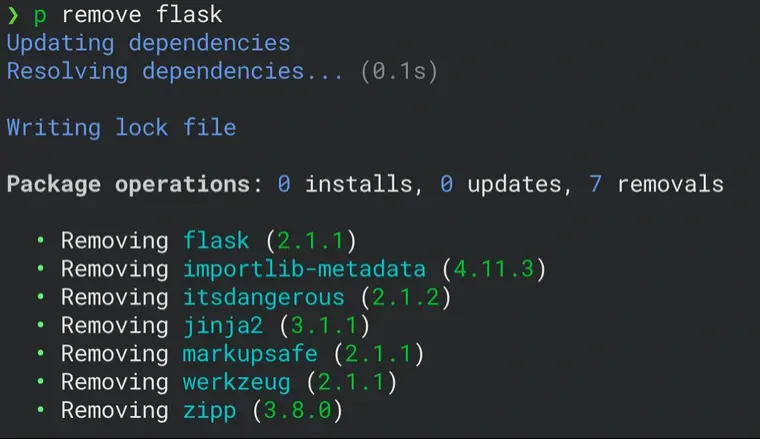 ❯ p remove flask
Updating dependencies
Resolving dependencies... (0.1s)
Writing lock file
Package operations: 0 installs, 0 updates, 7 removals
• Removing flask (2.1.1)
• Removing importlib-metadata (4.11.3)
• Removing itsdangerous (2.1.2)
• Removing jinja2 (3.1.1)
• Removing markupsafe (2.1.1)
• Removing werkzeug (2.1.1)
• Removing zipp (3.8.0)